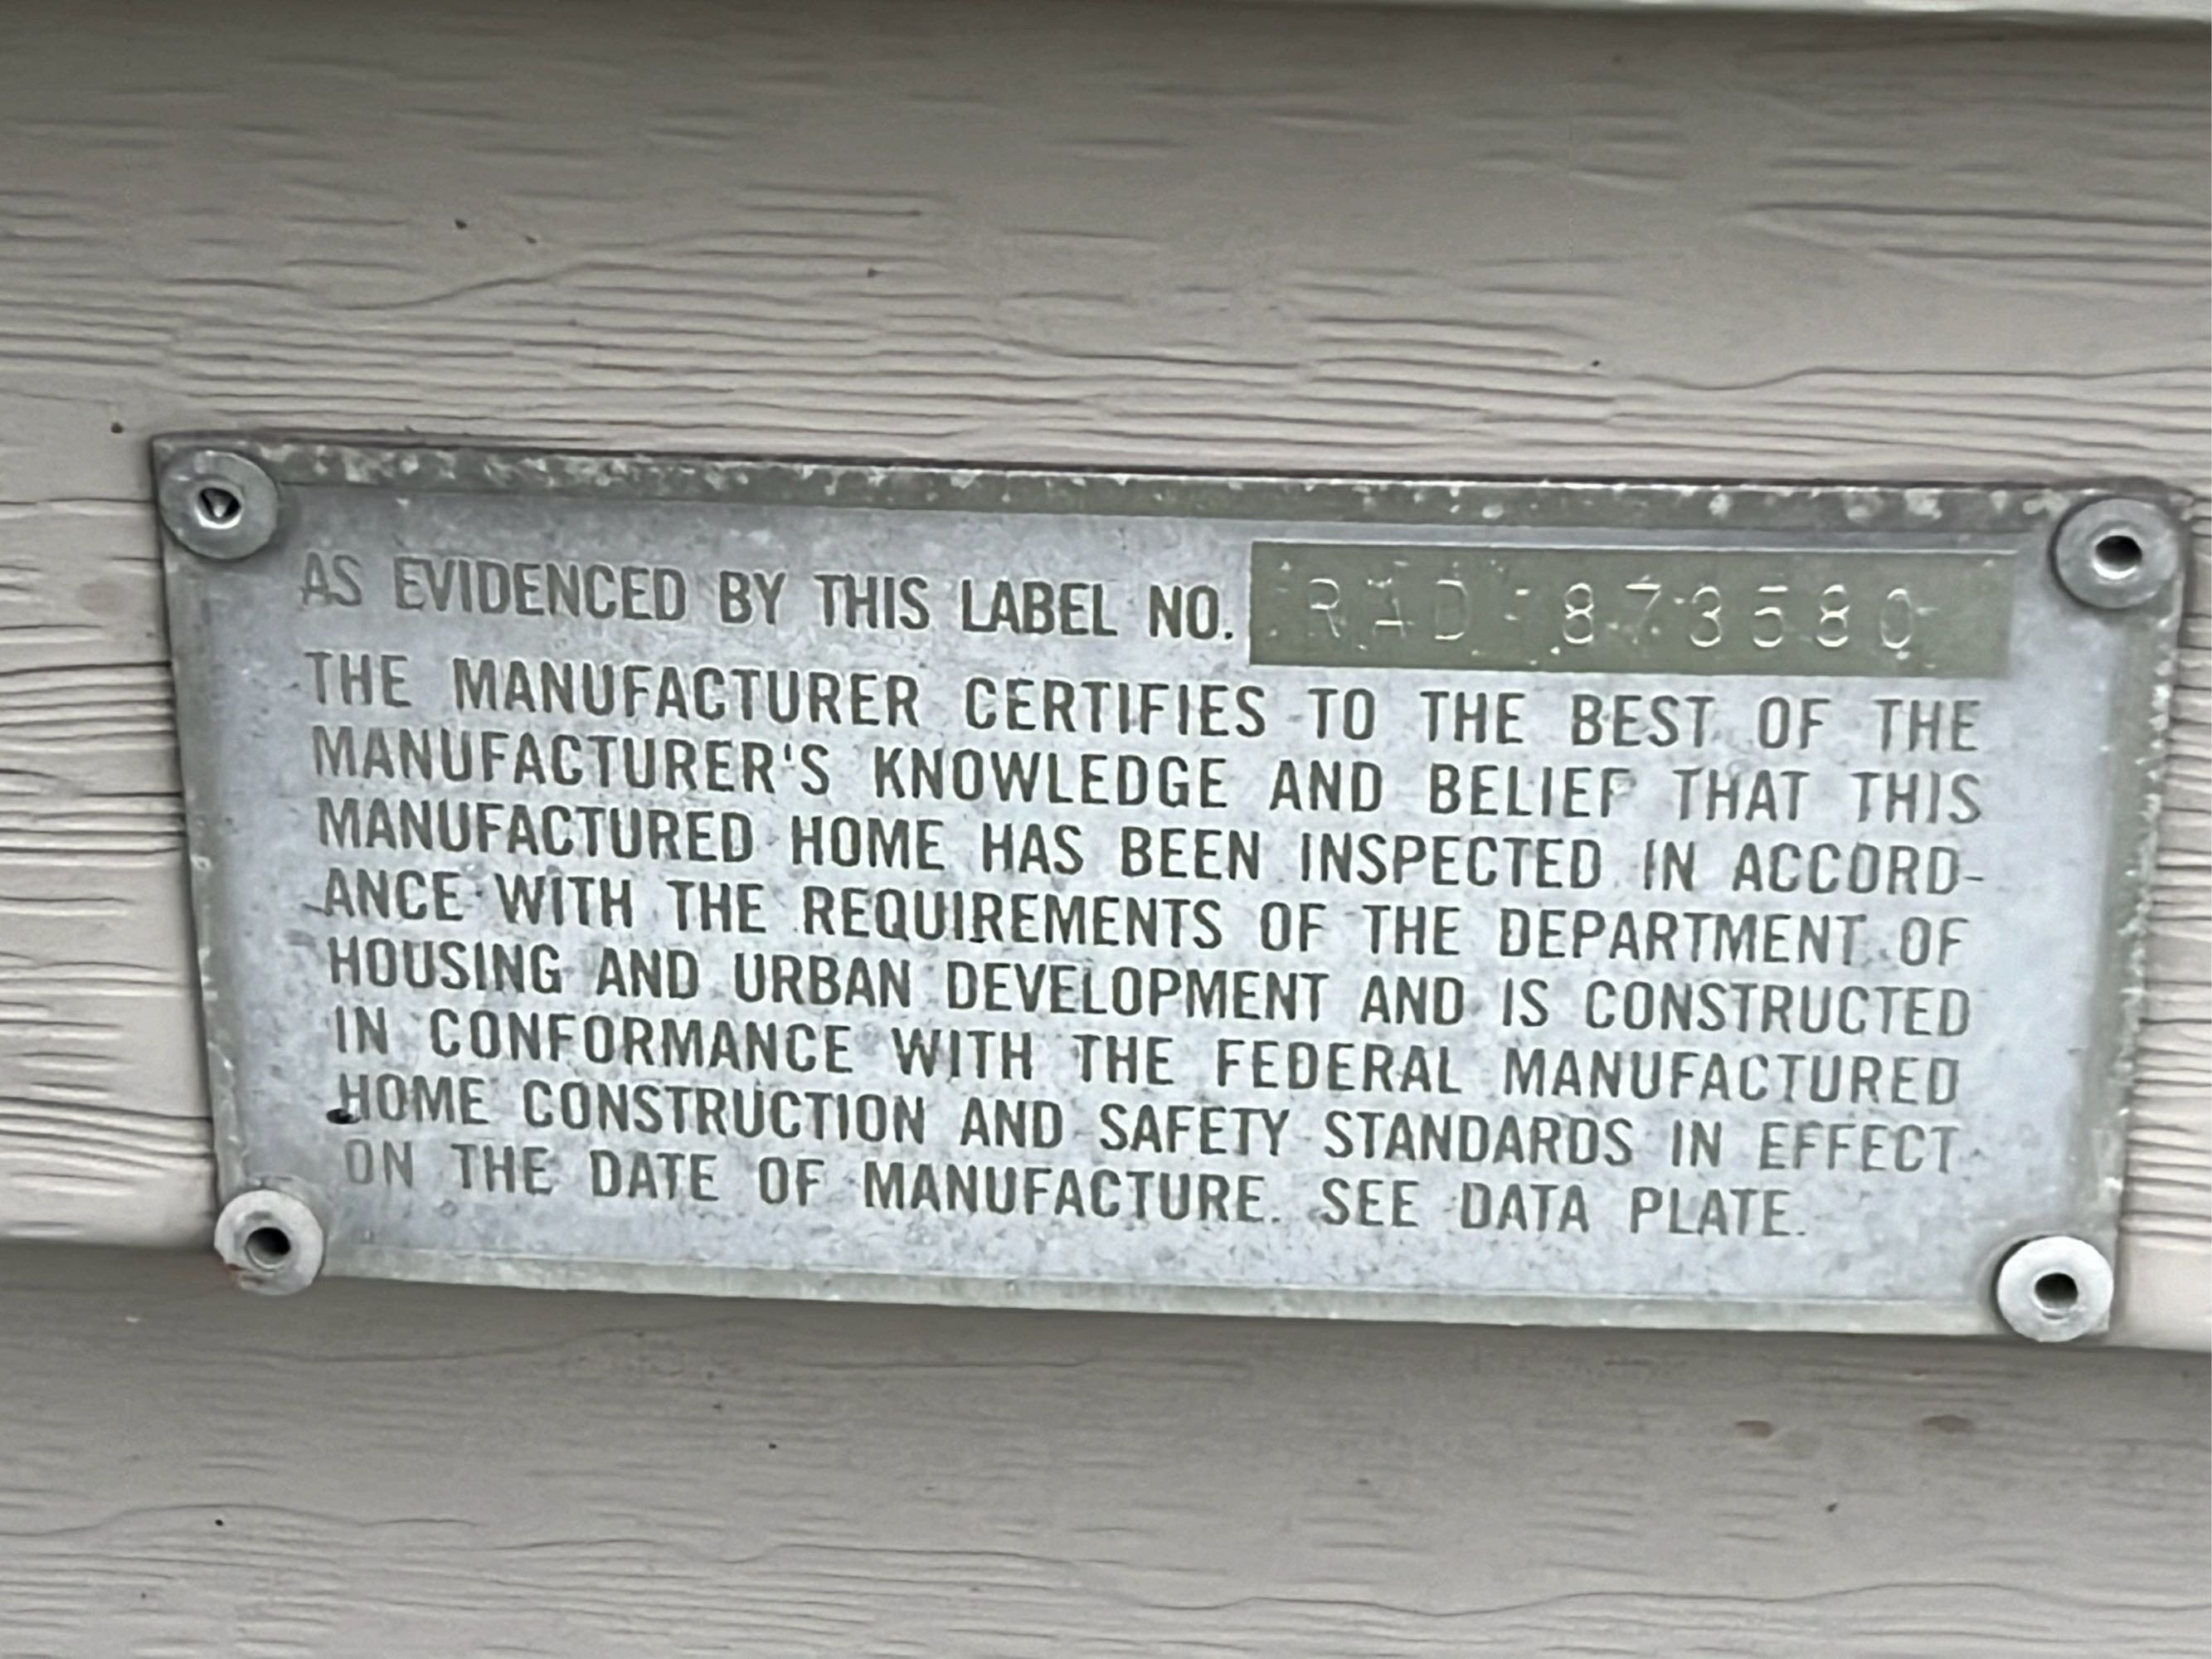 AS EVIDENCED BY THIS LABEL NO. RAD-873580
THE MANUFACTURER CERTIFIES TO THE BEST OF THE
MANUFACTURER'S KNOWLEDGE AND BELIEF THAT THIS
MANUFACTURED HOME HAS BEEN INSPECTED IN ACCORD-
ANCE WITH THE REQUIREMENTS OF THE DEPARTMENT OF
HOUSING AND URBAN DEVELOPMENT AND IS CONSTRUCTED
IN CONFORMANCE WITH THE FEDERAL MANUFACTURED
HOME CONSTRUCTION AND SAFETY STANDARDS IN EFFECT
ON THE DATE OF MANUFACTURE. SEE DATA PLATE.